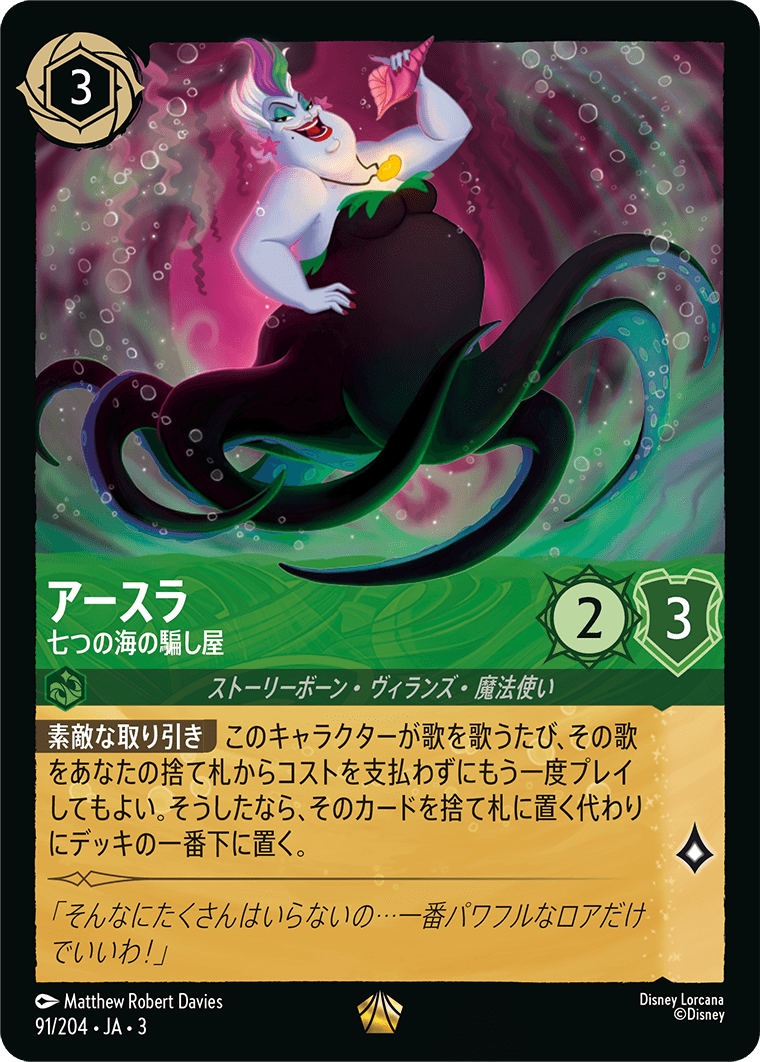 3
アースラ
七つの海の騙し屋
2
3
ストーリーボーン・ヴィランズ・魔法使い
素敵な取り引き このキャラクターが歌を歌うたび、その歌
をあなたの捨て札からコストを支払わずにもう一度プレイ
してもよい。そうしたなら、そのカードを捨て札に置く代わり
にデッキの一番下に置く。
「そんなにたくさんはいらないの…一番パワフルなロアだけ
でいいわ!」
Matthew Robert Davies
91/204・JA・3
Disney Lorcana
©Disney